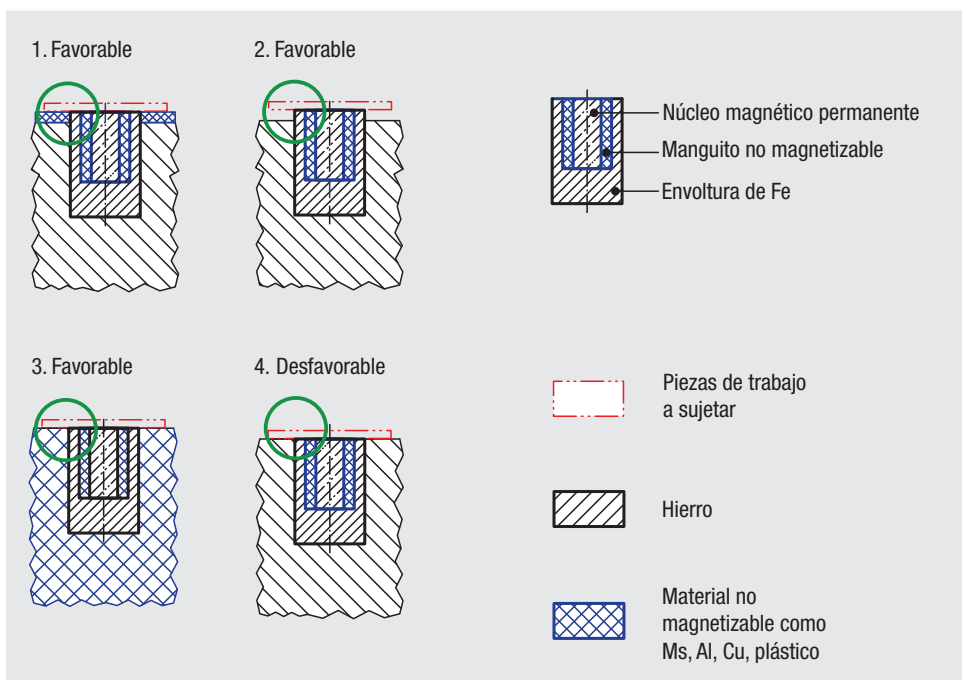 1. Favorable
2. Favorable
Núcleo magnético permanente
Manguito no magnetizable
Envoltura de Fe
3. Favorable
4. Desfavorable
Piezas de trabajo
a sujetar
Hierro
Material no
magnetizable como
Ms, Al, Cu, plástico